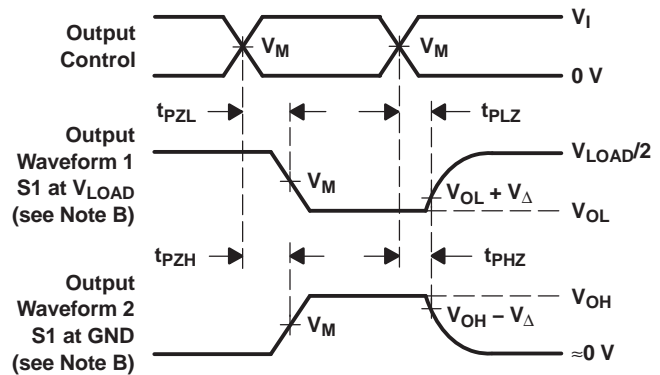 Output
Control
V_M
V_M
V_I
0 V
t_PZL
t_PLZ
Output
Waveform 1
S1 at V_LOAD
(see Note B)
V_M
V_LOAD/2
V_OL + V_Δ
V_OL
t_PZH
t_PHZ
Output
Waveform 2
S1 at GND
(see Note B)
V_M
V_OH
V_OH − V_Δ
≈0 V